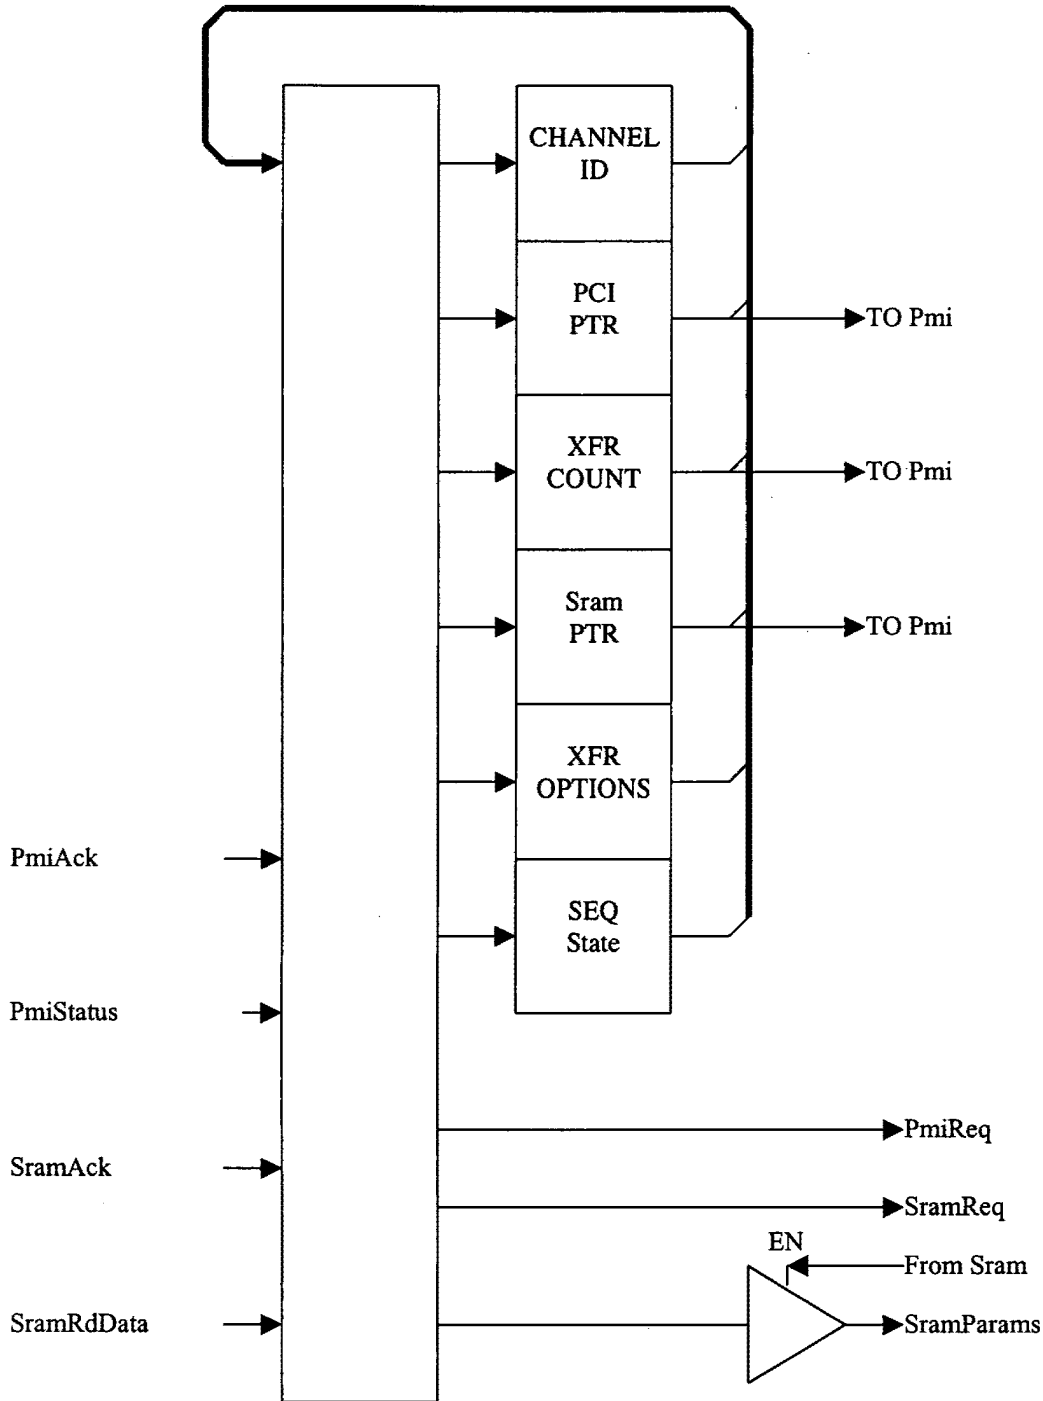 CHANNEL
ID
PCI
PTR
TO Pmi
XFR
COUNT
TO Pmi
Sram
PTR
TO Pmi
XFR
OPTIONS
PmiAck
SEQ
State
PmiStatus
PmiReq
SramAck
SramReq
EN
From Sram
SramRdData
SramParams